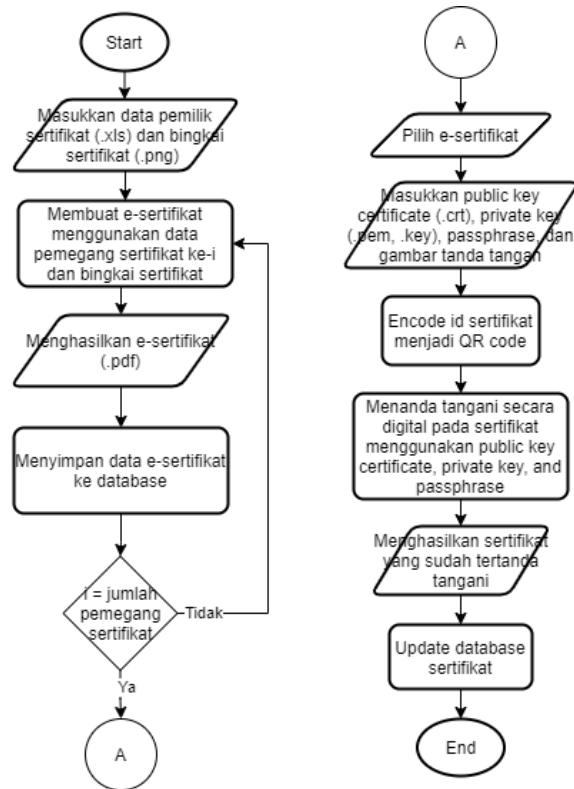 Start
Masukkan data pemilik
sertifikat (.xls) dan bingkai
sertifikat (.png)
Membuat e-sertifikat
menggunakan data
pemegang sertifikat ke-i
dan bingkai sertifikat
Menghasilkan e-sertifikat
(.pdf)
Menyimpan data e-sertifikat
ke database
i = jumlah
pemegang
sertifikat
Tidak
Ya
A
A
Pilih e-sertifikat
Masukkan public key
certificate (.crt), private key
(.pem, .key), passphrase, dan
gambar tanda tangan
Encode id sertifikat
menjadi QR code
Menanda tangani secara
digital pada sertifikat
menggunakan public key
certificate, private key, and
passphrase
Menghasilkan sertifikat
yang sudah tertanda
tangani
Update database
sertifikat
End